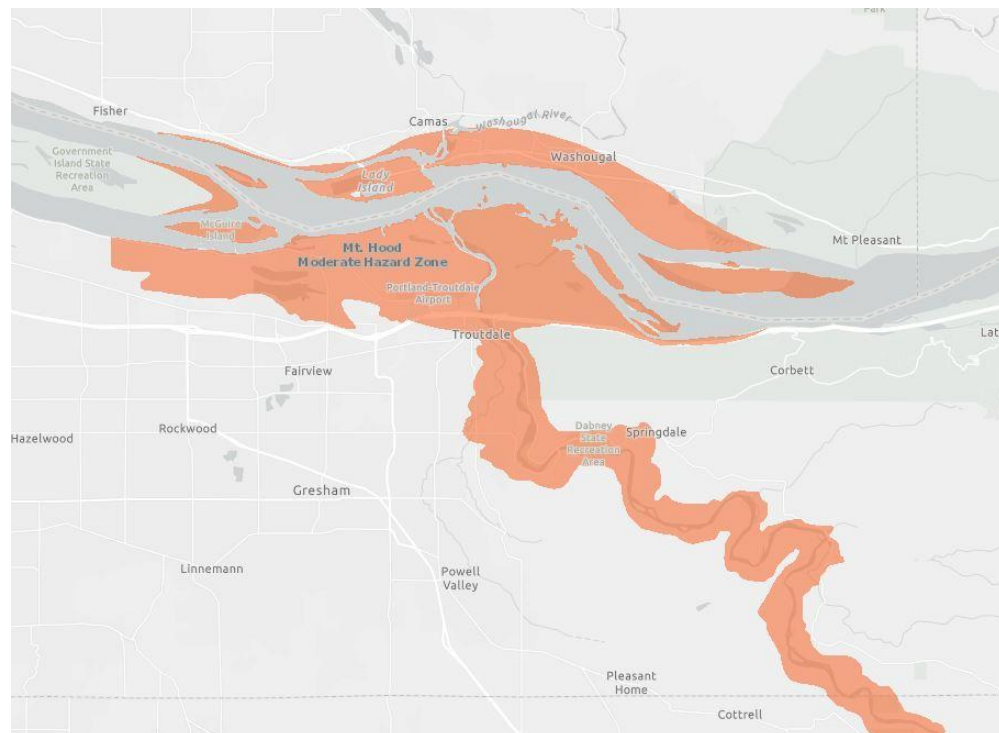 Park
Fisher
Camas
Washougal River
Washougal
Government
Island State
Recreation
Area
Lady
Island
McGuire
Island
Mt Pleasant
Mt. Hood
Moderate Hazard Zone
Portland-Troutdale
Airport
Troutdale
Lat
Fairview
Corbett
Rockwood
Hazelwood
Dabney
State
Recreation
Area
Springdale
Gresham
Linnemann
Powell
Valley
Pleasant
Home
Cottrell